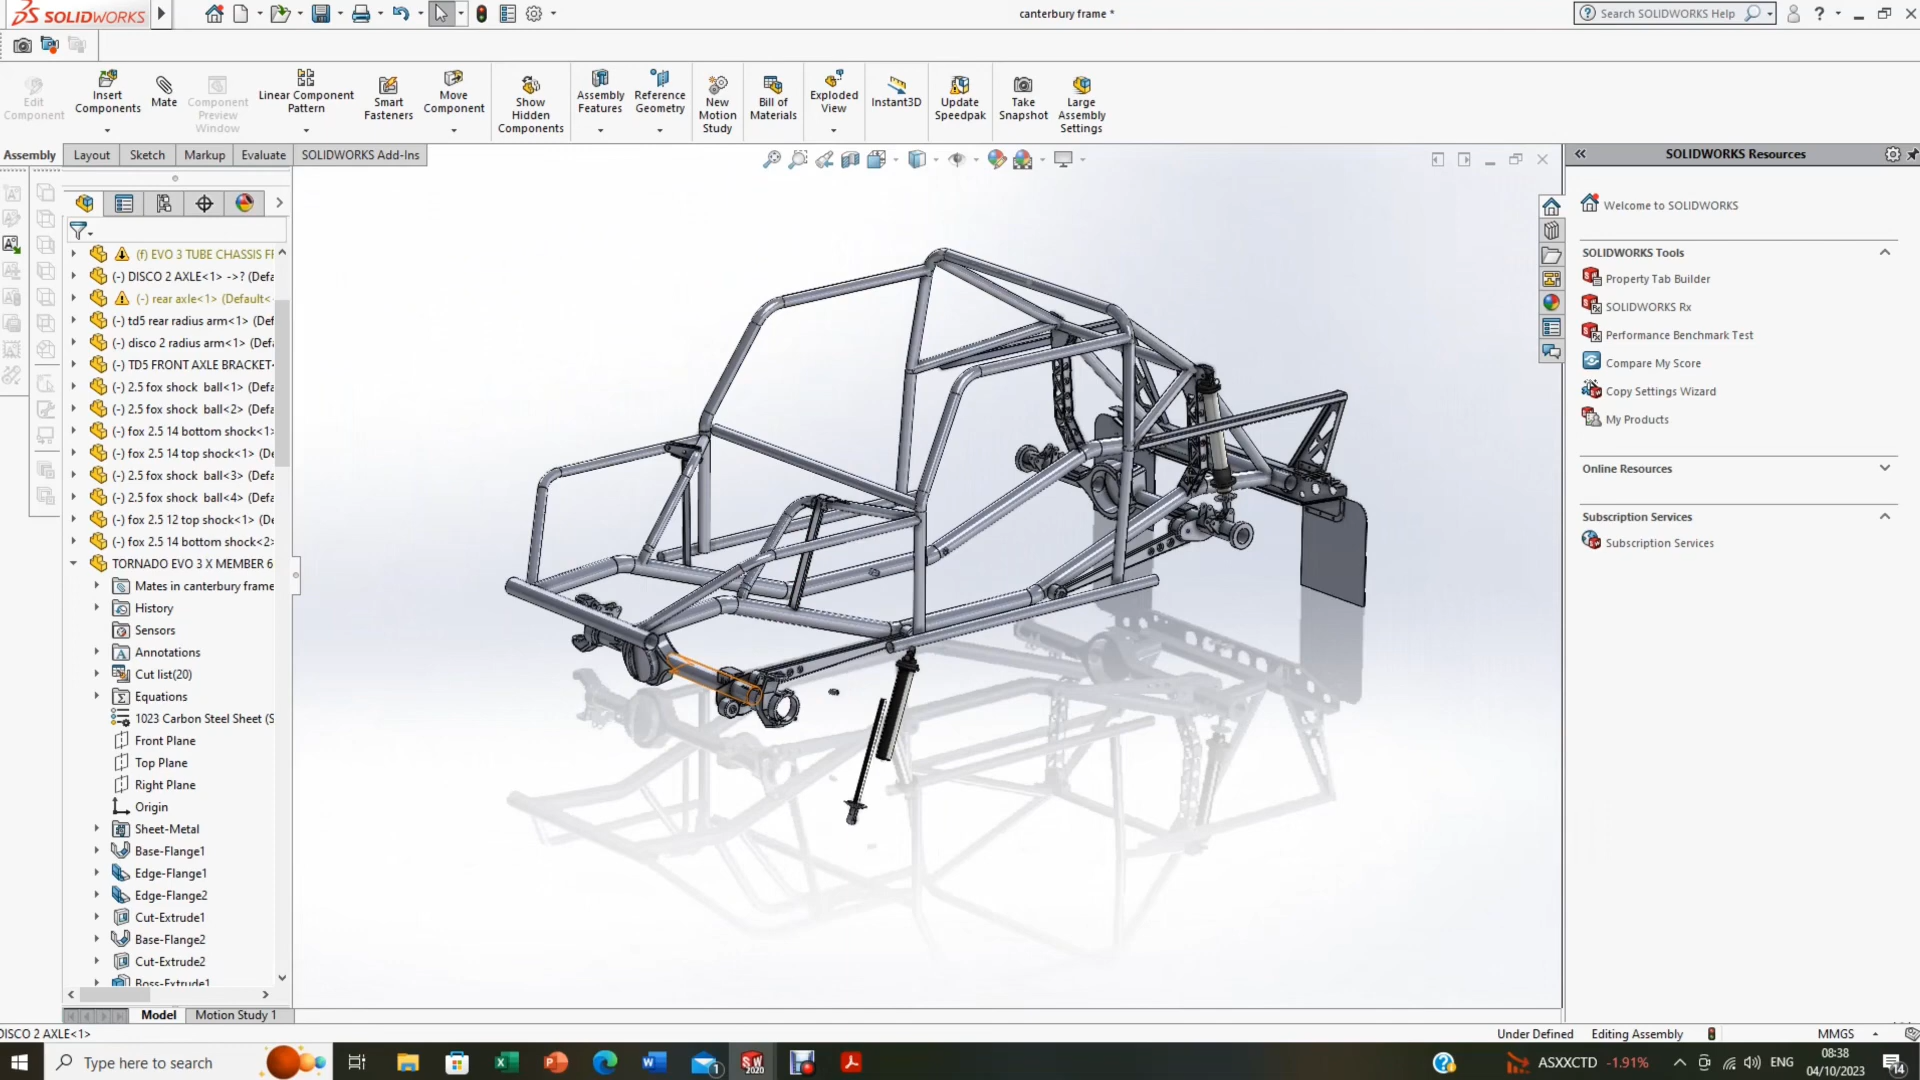 SOLIDWORKS
canterbury frame *
Search SOLIDWORKS Help
Edit Component
Insert Components
Mate
Component Preview Window
Linear Component Pattern
Smart Fasteners
Move Component
Show Hidden Components
Assembly Features
Reference Geometry
New Motion Study
Bill of Materials
Exploded View
Instant3D
Update Speedpak
Take Snapshot
Large Assembly Settings
Assembly
Layout
Sketch
Markup
Evaluate
SOLIDWORKS Add-Ins
(f) EVO 3 TUBE CHASSIS FF
(-) DISCO 2 AXLE<1> ->? (Defa
(-) rear axle<1> (Default<
(-) td5 rear radius arm<1> (Def
(-) disco 2 radius arm<1> (Def
(-) TD5 FRONT AXLE BRACKET<
(-) 2.5 fox shock ball<1> (Defa
(-) 2.5 fox shock ball<2> (Defa
(-) fox 2.5 14 bottom shock<1>
(-) fox 2.5 14 top shock<1> (De
(-) 2.5 fox shock ball<3> (Defa
(-) 2.5 fox shock ball<4> (Defa
(-) fox 2.5 12 top shock<1> (De
(-) fox 2.5 14 bottom shock<2>
TORNADO EVO 3 X MEMBER 6
Mates in canterbury frame
History
Sensors
Annotations
Cut list(20)
Equations
1023 Carbon Steel Sheet (S
Front Plane
Top Plane
Right Plane
Origin
Sheet-Metal
Base-Flange1
Edge-Flange1
Edge-Flange2
Cut-Extrude1
Base-Flange2
Cut-Extrude2
Boss-Extrude1
Model
Motion Study 1
DISCO 2 AXLE<1>
SOLIDWORKS Resources
Welcome to SOLIDWORKS
SOLIDWORKS Tools
Property Tab Builder
SOLIDWORKS Rx
Performance Benchmark Test
Compare My Score
Copy Settings Wizard
My Products
Online Resources
Subscription Services
Subscription Services
Under Defined
Editing Assembly
MMGS
Type here to search
ASXXCTD -1.91%
ENG
08:38
04/10/2023
14